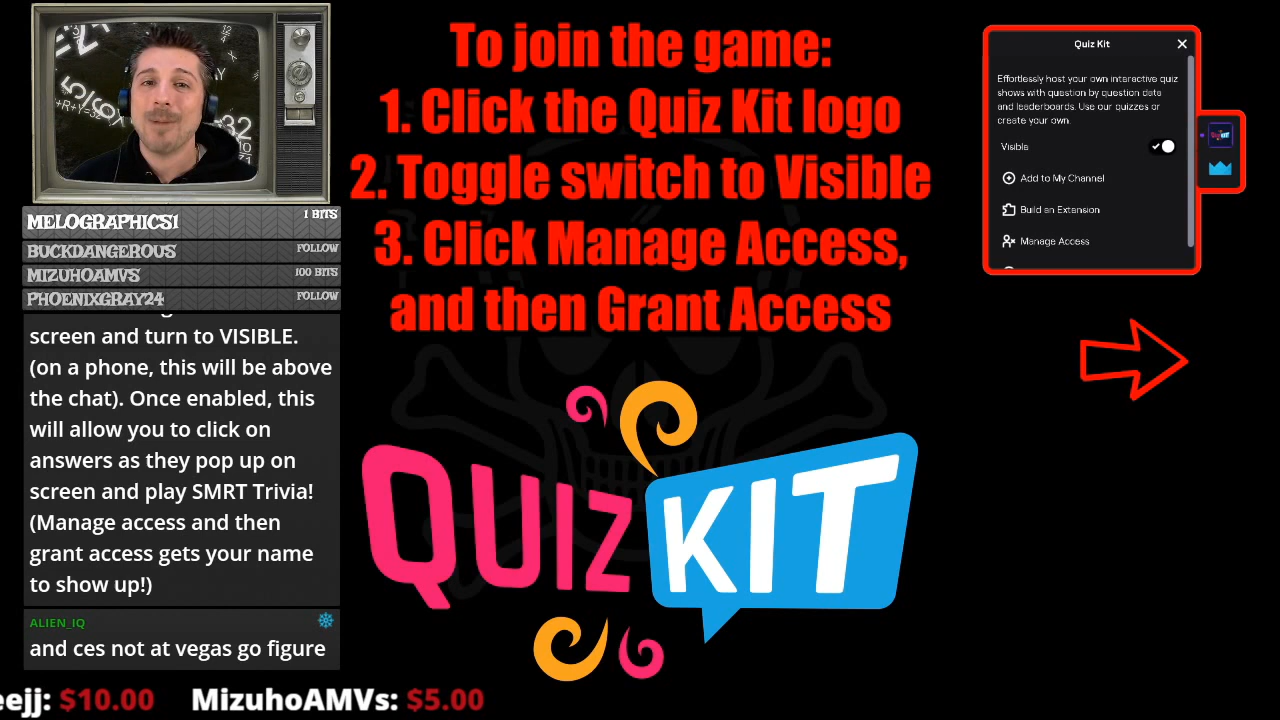 To join the game:
1. Click the Quiz Kit logo
2. Toggle switch to Visible
3. Click Manage Access,
and then Grant Access
QUIZ KIT
Quiz Kit
Effortlessly host your own interactive quiz
shows with question by question data
and leaderboards. Use our quizzes or
create your own.
Visible
Add to My Channel
Build an Extension
Manage Access
MELOGRAPHICS1 1 BITS
BUCKDANGEROUS FOLLOW
MIZUHOAMVS 100 BITS
PHOENIXGRAY24 FOLLOW
screen and turn to VISIBLE.
(on a phone, this will be above
the chat). Once enabled, this
will allow you to click on
answers as they pop up on
screen and play SMRT Trivia!
(Manage access and then
grant access gets your name
to show up!)
ALIEN_IQ
and ces not at vegas go figure
eejj: $10.00 MizuhoAMVs: $5.00